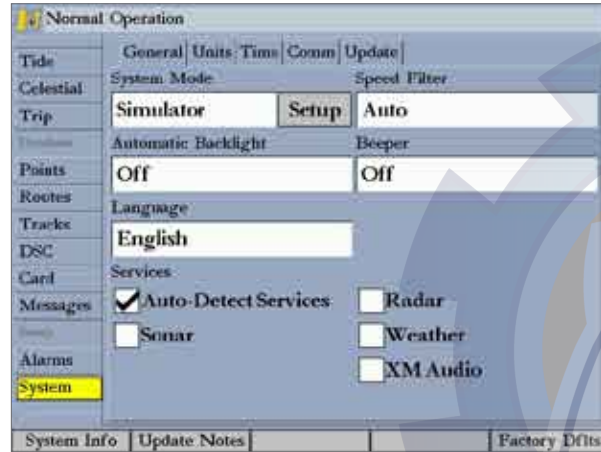 Normal Operation
General Units Time Comm Update
Tide
Celestial
Trip
Points
Routes
Tracks
DSC
Card
Messages
Alarms
System
System Mode
Speed Filter
Simulator Setup Auto
Automatic Backlight
Beeper
Off
Off
Language
English
Services
Auto-Detect Services
Radar
Sonar
Weather
XM Audio
System Info Update Notes Factory Dflts